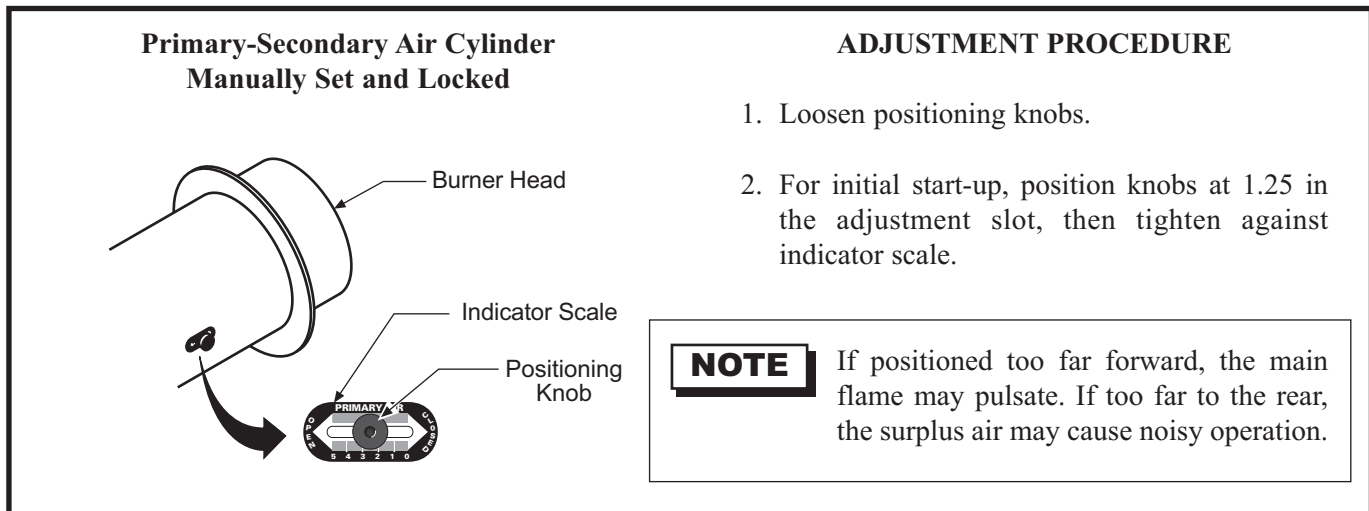 Primary-Secondary Air Cylinder
Manually Set and Locked
Burner Head
Indicator Scale
Positioning
Knob
OPEN
PRIMARY AIR
CLOSED
5 4 3 2 1 0
ADJUSTMENT PROCEDURE
1. Loosen positioning knobs.
2. For initial start-up, position knobs at 1.25 in
the adjustment slot, then tighten against
indicator scale.
NOTE
If positioned too far forward, the main
flame may pulsate. If too far to the rear,
the surplus air may cause noisy operation.